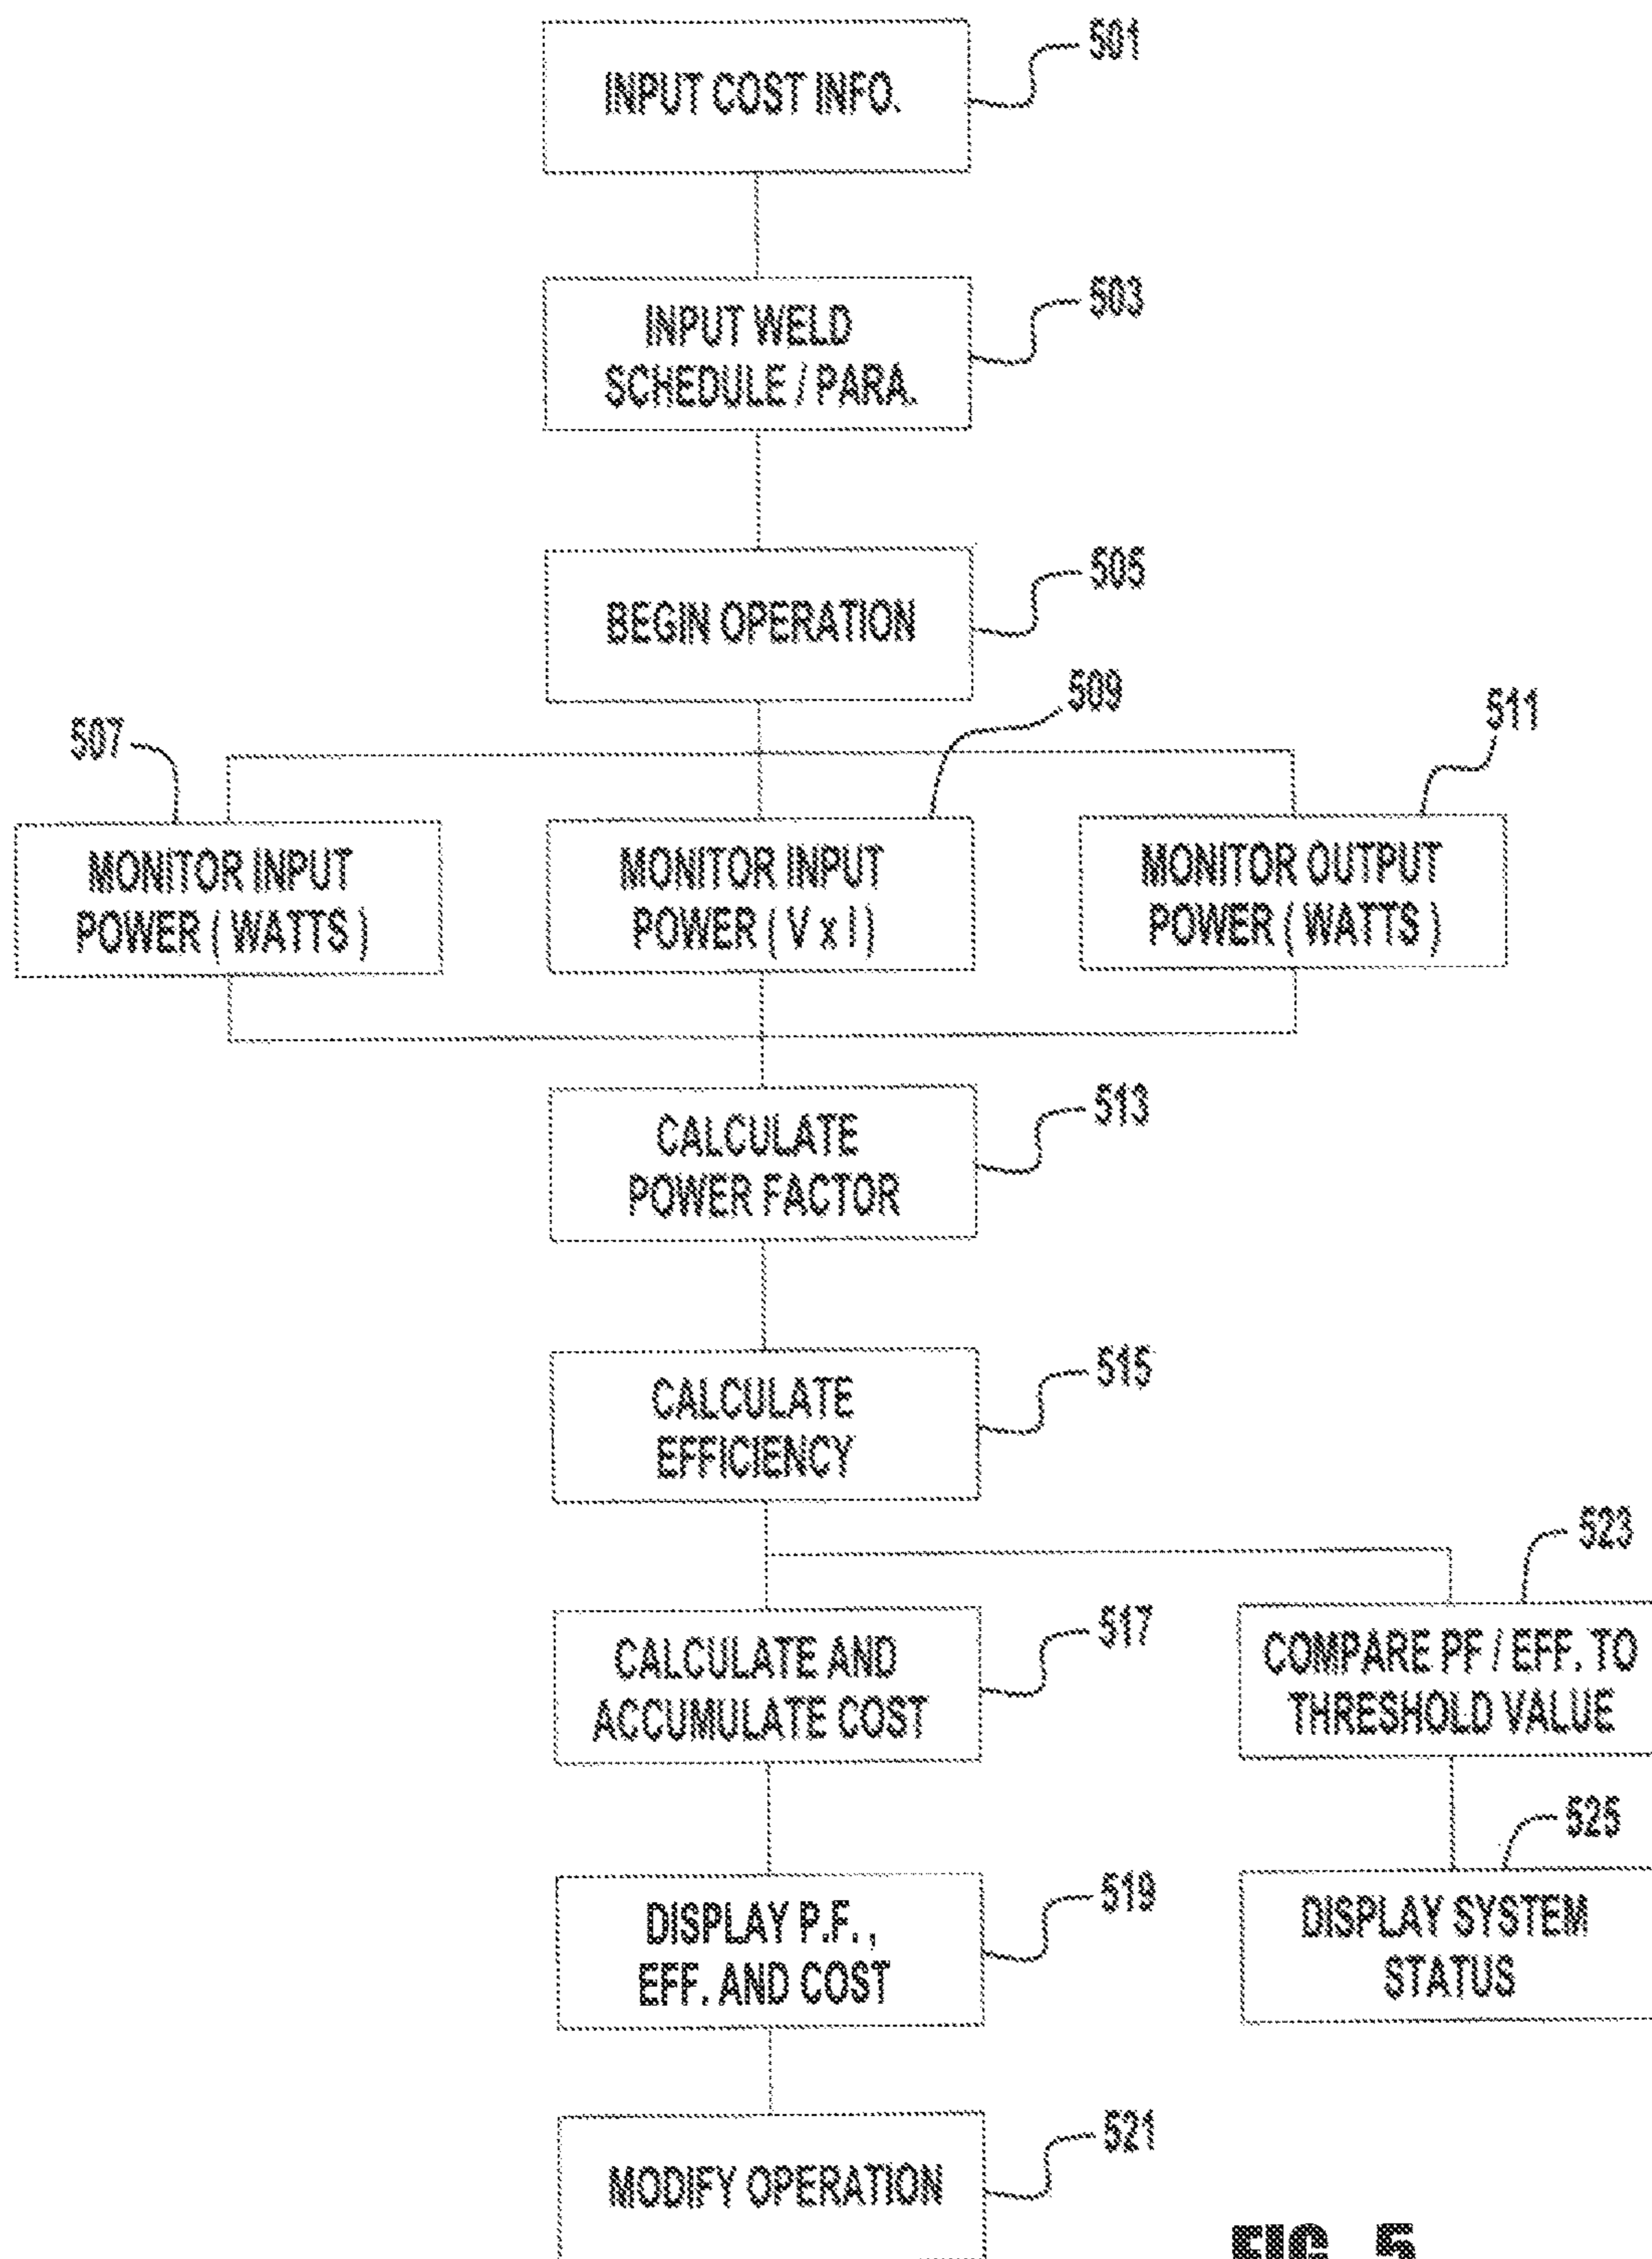 501
INPUT COST INFO.
503
INPUT WELD
SCHEDULE / PARA.
505
BEGIN OPERATION
507
509
511
MONITOR INPUT
POWER ( WATTS )
MONITOR INPUT
POWER ( V x I )
MONITOR OUTPUT
POWER ( WATTS )
513
CALCULATE
POWER FACTOR
515
CALCULATE
EFFICIENCY
523
517
CALCULATE AND
ACCUMULATE COST
COMPARE PF / EFF. TO
THRESHOLD VALUE
525
519
DISPLAY P.F. ,
EFF. AND COST
DISPLAY SYSTEM
STATUS
521
MODIFY OPERATION
FIG. 5